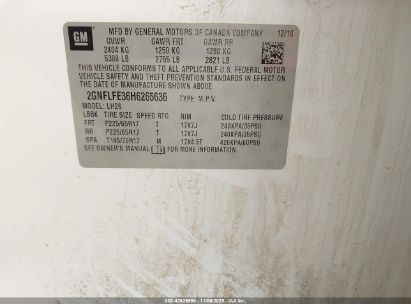 GM
MFD BY GENERAL MOTORS OF CANADA COMPANY 12/16
GVWR GAWR FRT GAWR RR
2404 KG 1250 KG 1280 KG
5300 LB 2755 LB 2821 LB
THIS VEHICLE CONFORMS TO ALL APPLICABLE U.S. FEDERAL MOTOR
VEHICLE SAFETY AND THEFT PREVENTION STANDARDS IN EFFECT ON THE
DATE OF MANUFACTURE SHOWN ABOVE.
2GNFLFE36H6265636 TYPE: M.P.V.
MODEL: LH26
TIRE SIZE SPEED RTG RIM COLD TIRE PRESSURE
FRT P225/65R17 T 17X7J 240KPA(35PSI)
RR P225/65R17 T 17X7J 240KPA(35PSI)
SPA T145/70R17 M 17X4.5T 420KPA(60PSI)
SEE OWNER'S MANUAL FOR MORE INFORMATION.